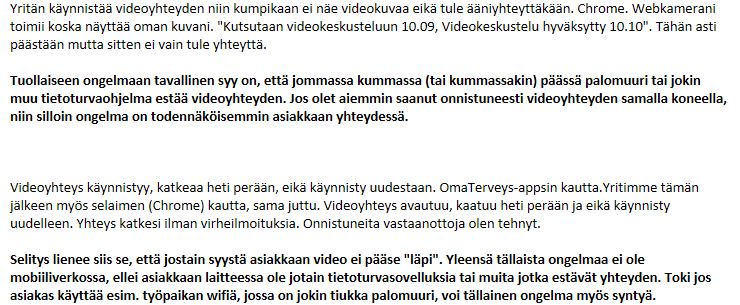 Yritän käynnistää videoyhteyden niin kumpikaan ei näe videokuvaa eikä tule ääniyhteyttäkään. Chrome. Webkamerani
toimii koska näyttää oman kuvani. "Kutsutaan videokeskusteluun 10.09, Videokeskustelu hyväksytty 10.10". Tähän asti
päästään mutta sitten ei vain tule yhteyttä.
Tuollaiseen ongelmaan tavallinen syy on, että jommassa kummassa (tai kummassakin) päässä palomuuri tai jokin
muu tietoturvaohjelma estää videoyhteyden. Jos olet aiemmin saanut onnistuneesti videoyhteyden samalla koneella,
niin silloin ongelma on todennäköisemmin asiakkaan yhteydessä.
Videoyhteys käynnistyy, katkeaa heti perään, eikä käynnisty uudestaan. OmaTerveys-appsin kautta.Yritimme tämän
jälkeen myös selaimen (Chrome) kautta, sama juttu. Videoyhteys avautuu, kaatuu heti perään ja eikä käynnisty
uudelleen. Yhteys katkesi ilman virheilmoituksia. Onnistuneita vastaanottoja olen tehnyt.
Selitys lienee siis se, että jostain syystä asiakkaan video ei pääse "läpi". Yleensä tällaista ongelmaa ei ole
mobiiliverkossa, ellei asiakkaan laitteessa ole jotain tietoturvasovelluksia tai muita jotka estävät yhteyden. Toki jos
asiakas käyttää esim. työpaikan wifiä, jossa on jokin tiukka palomuuri, voi tällainen ongelma myös syntyä.